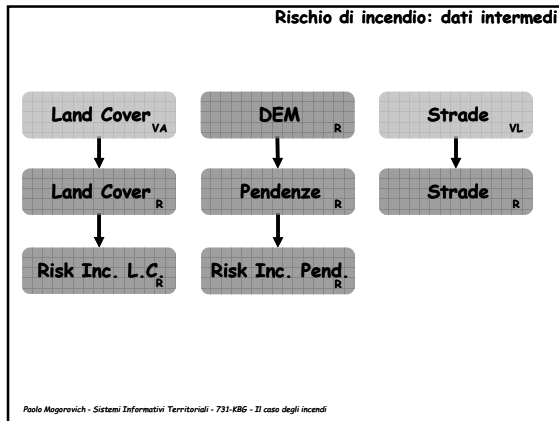 Rischio di incendio: dati intermedi
Land Cover VA
DEM R
Strade VL
Land Cover R
Pendenze R
Strade R
Risk Inc. L.C. R
Risk Inc. Pend. R
Paolo Mogorovich - Sistemi Informativi Territoriali - 731-KBG - Il caso degli incendi